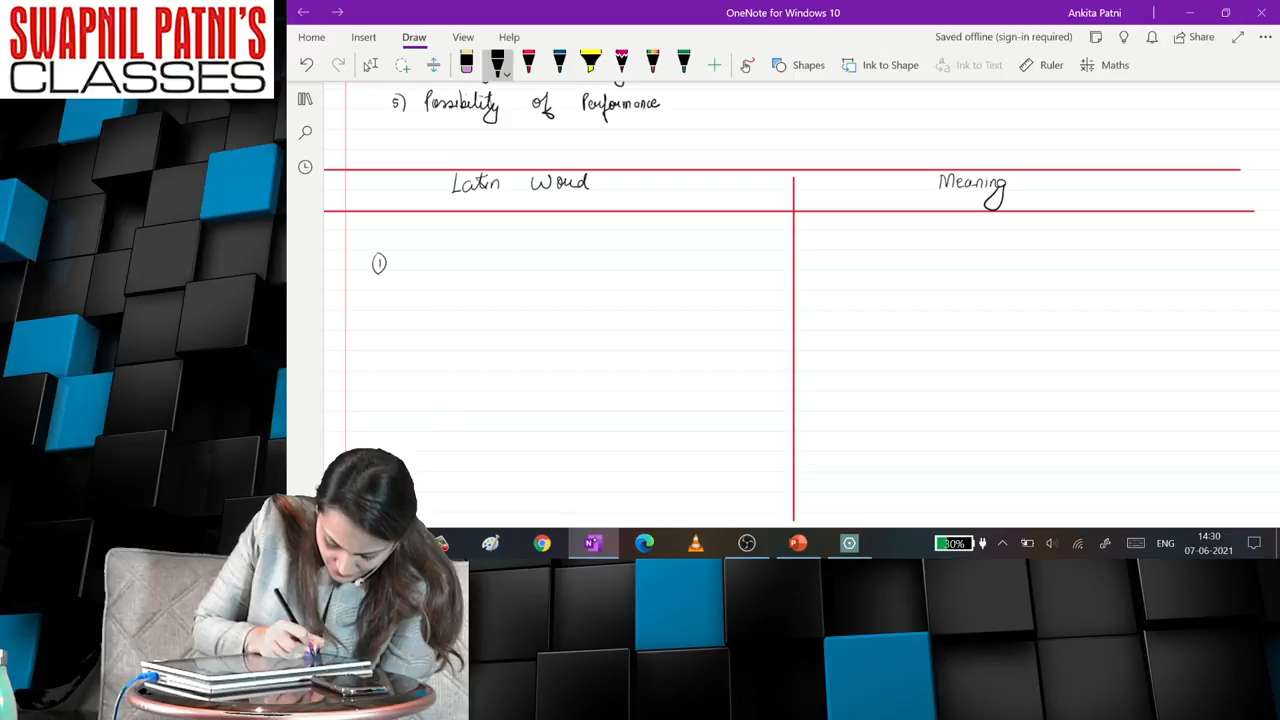 SWAPNIL PATNI'S
CLASSES
OneNote for Windows 10
Ankita Patni
Home Insert Draw View Help
Saved offline (sign-in required)
Share
Shapes
Ink to Shape
Ink to Text
Ruler
Maths
5) Possibility of Performance
Latin Word
Meaning
①
30%
ENG
14:30
07-06-2021